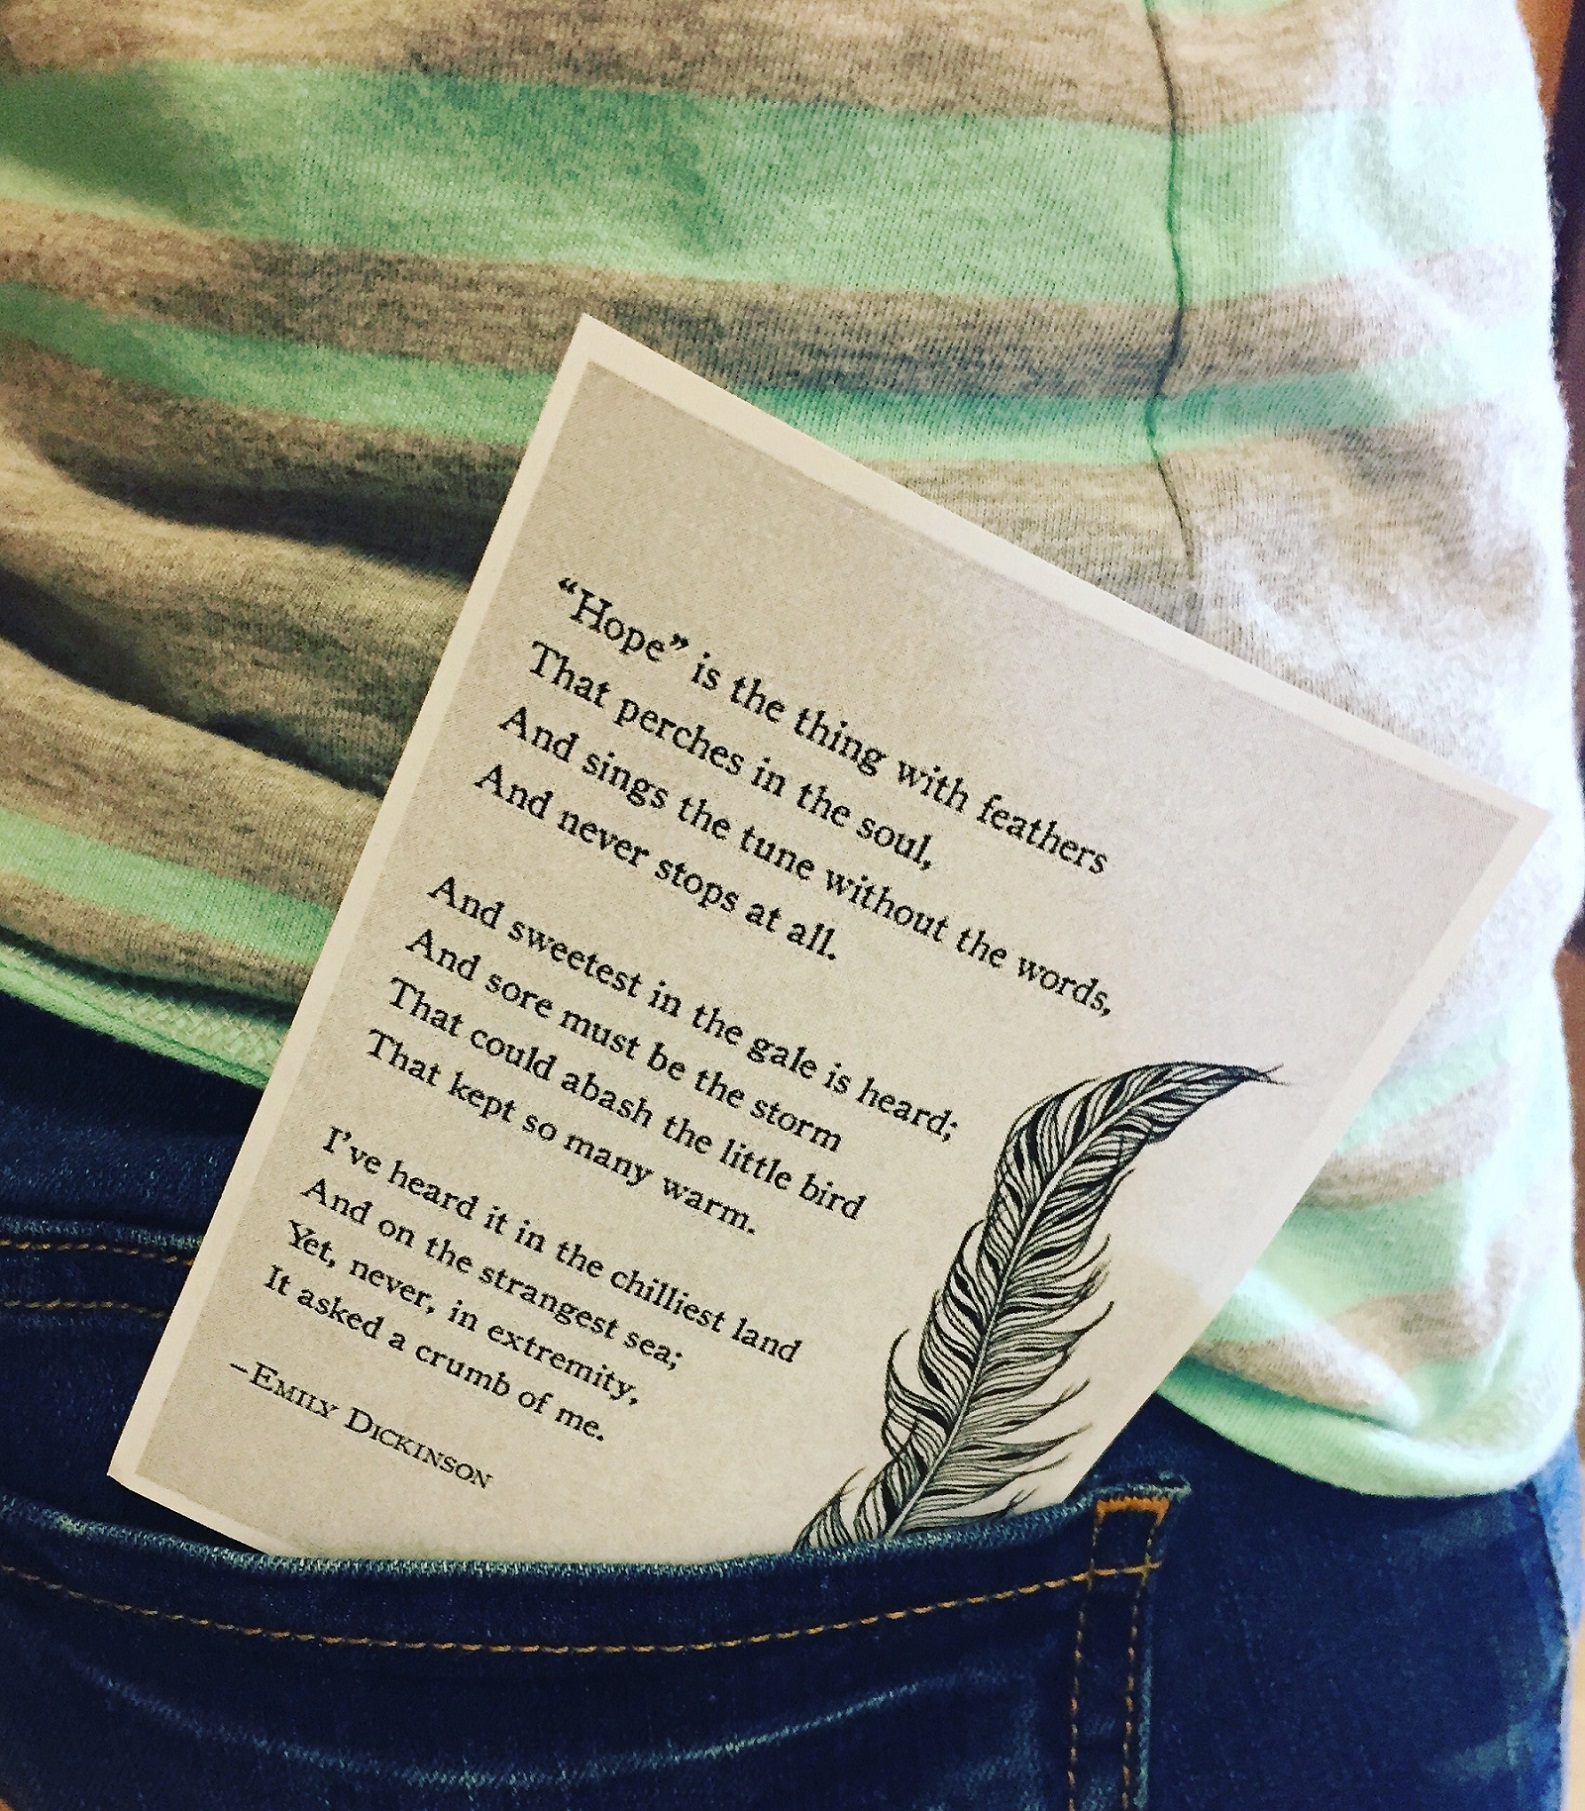 “Hope” is the thing with feathers
That perches in the soul,
And sings the tune without the words,
And never stops at all.
And sweetest in the gale is heard;
And sore must be the storm
That could abash the little bird
That kept so many warm.
I’ve heard it in the chilliest land
And on the strangest sea;
Yet, never, in extremity,
It asked a crumb of me.
–EMILY DICKINSON